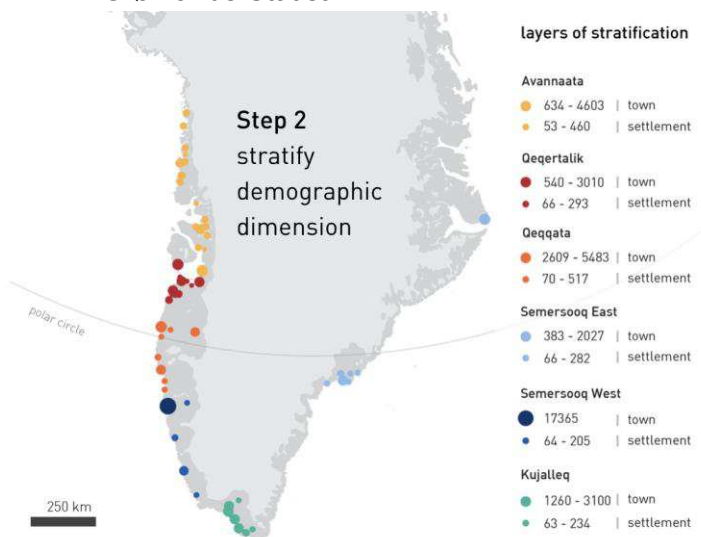 layers of stratification
Step 2
stratify
demographic
dimension
Avannaata
634 - 4603 | town
53 - 460 | settlement
Qeqertalik
540 - 3010 | town
66 - 293 | settlement
Qeqqata
2609 - 5483 | town
70 - 517 | settlement
Semersooq East
383 - 2027 | town
66 - 282 | settlement
Semersooq West
17365 | town
64 - 205 | settlement
Kujalleq
1260 - 3100 | town
63 - 234 | settlement
polar circle
250 km